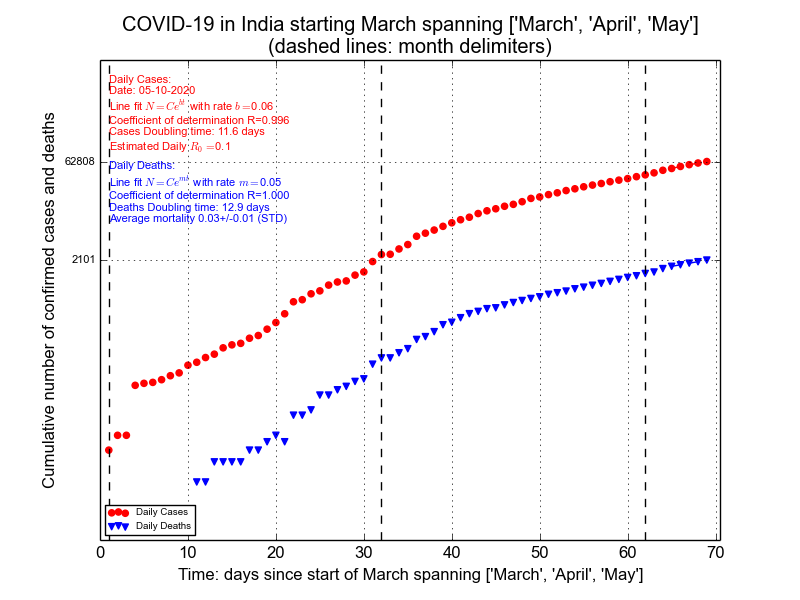 COVID-19 in India starting March spanning ['March', 'April', 'May']
(dashed lines: month delimiters)
Daily Cases:
Date: 05-10-2020
Line fit N = Ce^{bt} with rate b = 0.06
Coefficient of determination R=0.996
Cases Doubling time: 11.6 days
Estimated Daily R_0 = 0.1
Daily Deaths:
Line fit N = Ce^{mt} with rate m = 0.05
Coefficient of determination R=1.000
Deaths Doubling time: 12.9 days
Average mortality 0.03+/-0.01 (STD)
62808
2101
Cumulative number of confirmed cases and deaths
Daily Cases
Daily Deaths
0 10 20 30 40 50 60 70
Time: days since start of March spanning ['March', 'April', 'May']